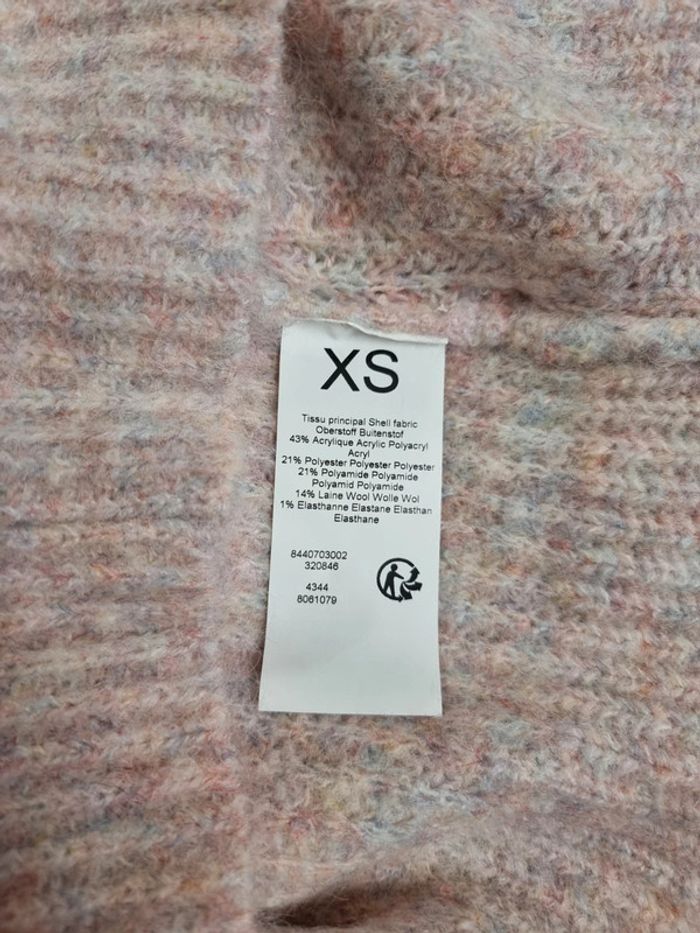 XS
Tissu principal Shell fabric
Oberstoff Buitenstof
43% Acrylique Acrylic Polyacryl
Acryl
21% Polyester Polyester Polyester
21% Polyamide Polyamide
Polyamid Polyamide
14% Laine Wool Wolle Wol
1% Elasthanne Elastane Elasthan
Elasthane
8440703002
320846
4344
8061079